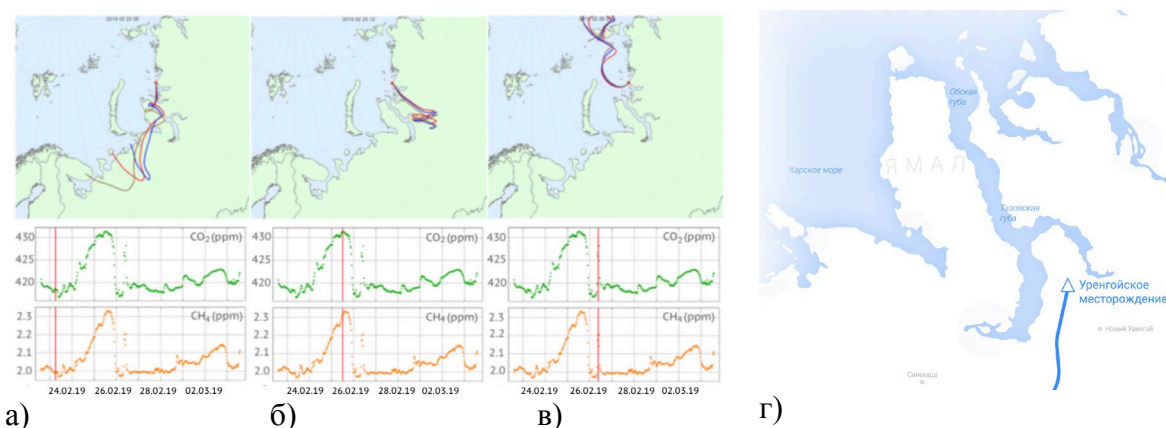 CO₂ (ppm)
430
425
420
CH₄ (ppm)
2.3
2.2
2.1
2.0
24.02.19 26.02.19 28.02.19 02.05.19
а)
CO₂ (ppm)
430
425
420
CH₄ (ppm)
2.3
2.2
2.1
2.0
24.02.19 26.02.19 28.02.19 02.05.19
б)
CO₂ (ppm)
430
425
420
CH₄ (ppm)
2.3
2.2
2.1
2.0
24.02.19 26.02.19 28.02.19 02.05.19
в)
Обская
губа
ЯМАЛ
Карское море
Тазовская
губа
Уренгойское
месторождение
Новый Уренгой
Салехард
г)